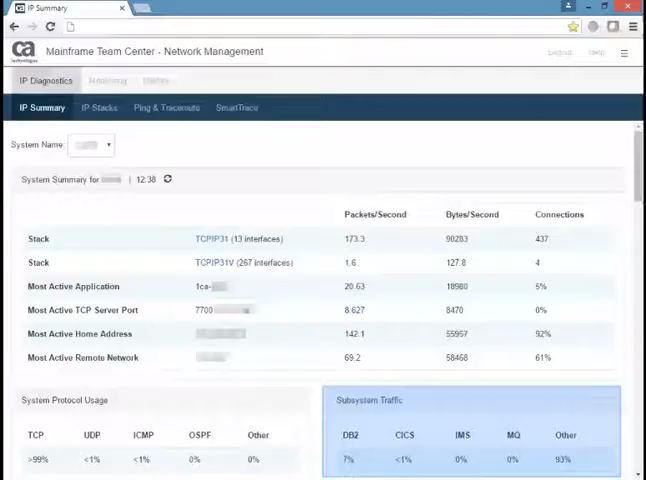 IP Summary
ca
technologies
Mainframe Team Center - Network Management
Logout Help
IP Diagnostics
IP Summary IP Stacks Ping & Traceroute SmartTrace
System Name:
System Summary for | 12:38
Packets/Second Bytes/Second Connections
Stack TCPIP31 (13 interfaces) 173.3 90283 437
Stack TCPIP31V (267 interfaces) 1.6 127.8 4
Most Active Application 1ca- 20.63 18980 5%
Most Active TCP Server Port 7700 8.627 8470 0%
Most Active Home Address 142.1 55957 92%
Most Active Remote Network 69.2 58468 61%
System Protocol Usage
TCP UDP ICMP OSPF Other
>99% <1% <1% 0% 0%
Subsystem Traffic
DB2 CICS IMS MQ Other
7% <1% 0% 0% 93%